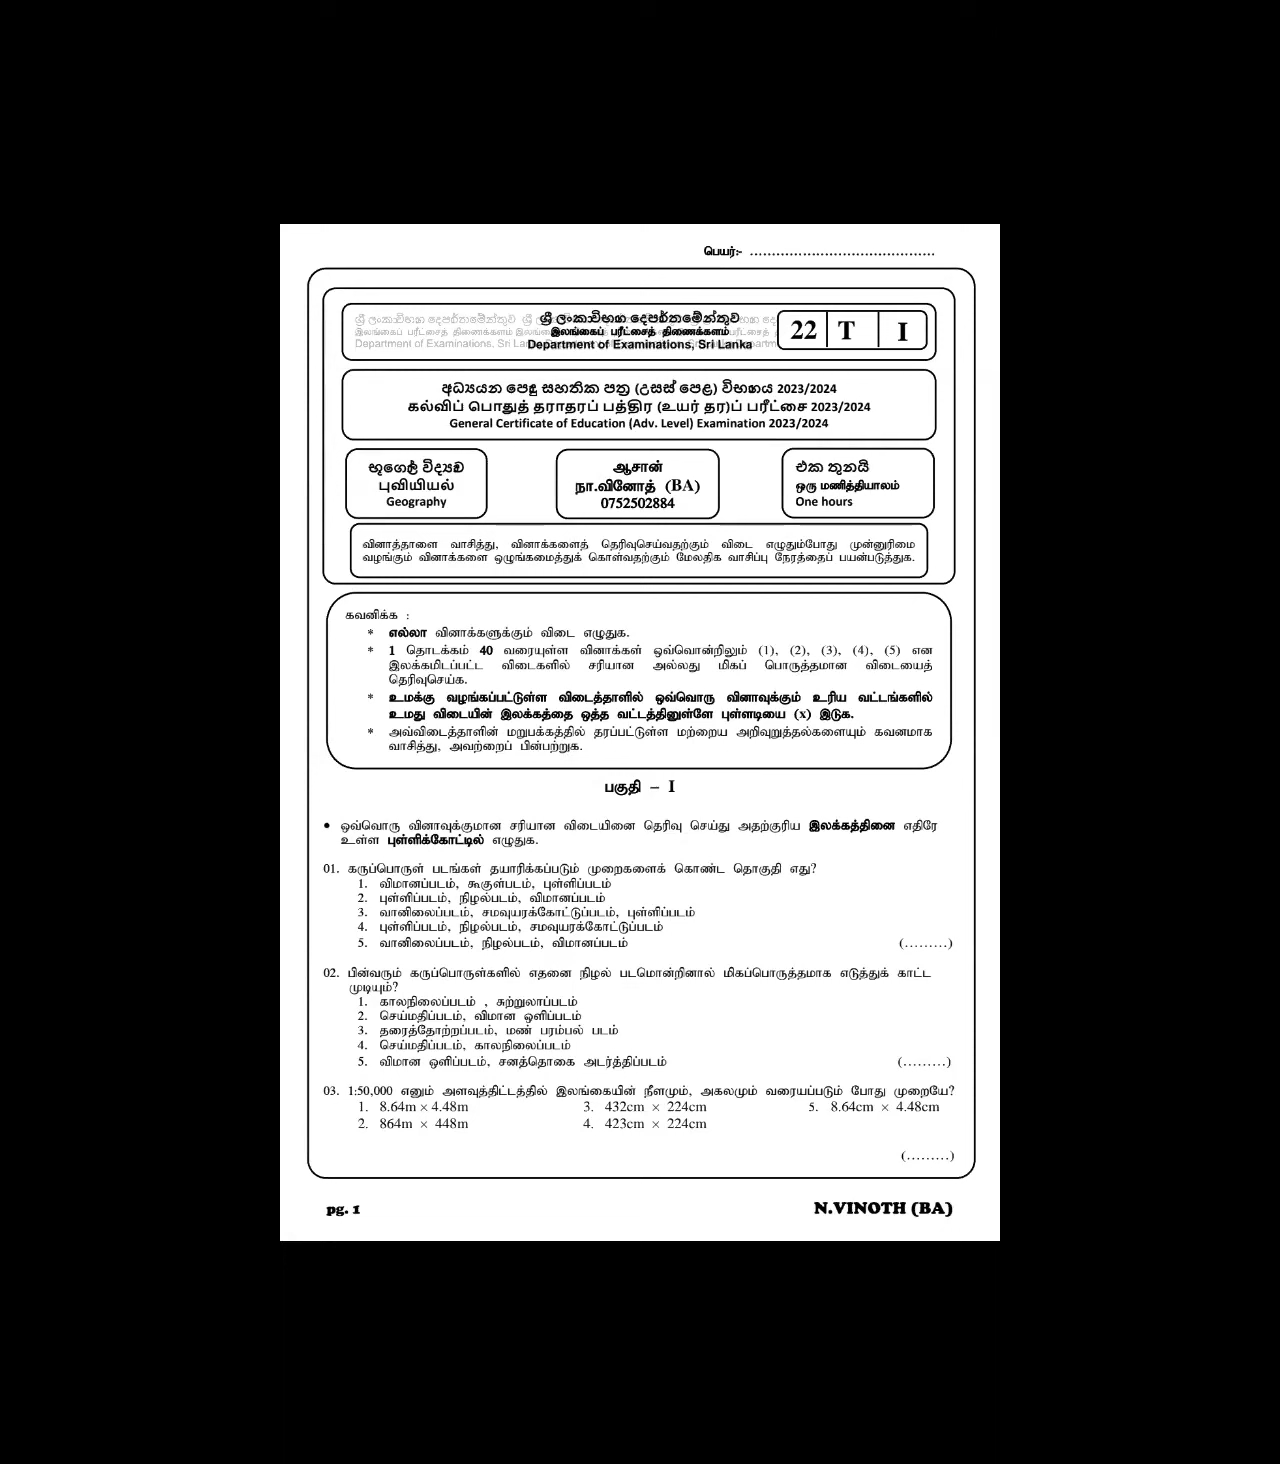 பெயர்:- ..........................................
ශ්‍රී ලංකා විභාග දෙපාර්තමේන්තුව
இலங்கைப் பரீட்சைத் திணைக்களம்
Department of Examinations, Sri Lanka
22 T I
අධ්‍යයන පොදු සහතික පත්‍ර (උසස් පෙළ) විභාගය 2023/2024
கல்விப் பொதுத் தராதரப் பத்திர (உயர் தர)ப் பரீட்சை 2023/2024
General Certificate of Education (Adv. Level) Examination 2023/2024
භූගෝල විද්‍යාව
புவியியல்
Geography
ஆசான்
நா.வினோத் (BA)
0752502884
එක තුනයි
ஒரு மணித்தியாலம்
One hours
வினாத்தாளை வாசித்து, வினாக்களைத் தெரிவுசெய்வதற்கும் விடை எழுதும்போது முன்னுரிமை
வழங்கும் வினாக்களை ஒழுங்கமைத்துக் கொள்வதற்கும் மேலதிக வாசிப்பு நேரத்தைப் பயன்படுத்துக.
கவனிக்க :
* எல்லா வினாக்களுக்கும் விடை எழுதுக.
* 1 தொடக்கம் 40 வரையுள்ள வினாக்கள் ஒவ்வொன்றிலும் (1), (2), (3), (4), (5) என
இலக்கமிடப்பட்ட விடைகளில் சரியான அல்லது மிகப் பொருத்தமான விடையைத்
தெரிவுசெய்க.
* உமக்கு வழங்கப்பட்டுள்ள விடைத்தாளில் ஒவ்வொரு வினாவுக்கும் உரிய வட்டங்களில்
உமது விடையின் இலக்கத்தை ஒத்த வட்டத்தினுள்ளே புள்ளடியை (x) இடுக.
* அவ்விடைத்தாளின் மறுபக்கத்தில் தரப்பட்டுள்ள மற்றைய அறிவுறுத்தல்களையும் கவனமாக
வாசித்து, அவற்றைப் பின்பற்றுக.
பகுதி – I
• ஒவ்வொரு வினாவுக்குமான சரியான விடையினை தெரிவு செய்து அதற்குரிய இலக்கத்தினை எதிரே
உள்ள புள்ளிக்கோட்டில் எழுதுக.
01. கருப்பொருள் படங்கள் தயாரிக்கப்படும் முறைகளைக் கொண்ட தொகுதி எது?
1. விமானப்படம், கூகுள்படம், புள்ளிப்படம்
2. புள்ளிப்படம், நிழல்படம், விமானப்படம்
3. வானிலைப்படம், சமவுயரக்கோட்டுப்படம், புள்ளிப்படம்
4. புள்ளிப்படம், நிழல்படம், சமவுயரக்கோட்டுப்படம்
5. வானிலைப்படம், நிழல்படம், விமானப்படம் (.........)
02. பின்வரும் கருப்பொருள்களில் எதனை நிழல் படமொன்றினால் மிகப்பொருத்தமாக எடுத்துக் காட்ட
முடியும்?
1. காலநிலைப்படம் , சுற்றுலாப்படம்
2. செய்மதிப்படம், விமான ஒளிப்படம்
3. தரைத்தோற்றப்படம், மண் பரம்பல் படம்
4. செய்மதிப்படம், காலநிலைப்படம்
5. விமான ஒளிப்படம், சனத்தொகை அடர்த்திப்படம் (.........)
03. 1:50,000 எனும் அளவுத்திட்டத்தில் இலங்கையின் நீளமும், அகலமும் வரையப்படும் போது முறையே?
1. 8.64m × 4.48m 3. 432cm × 224cm 5. 8.64cm × 4.48cm
2. 864m × 448m 4. 423cm × 224cm
(.........)
pg. 1 N.VINOTH (BA)